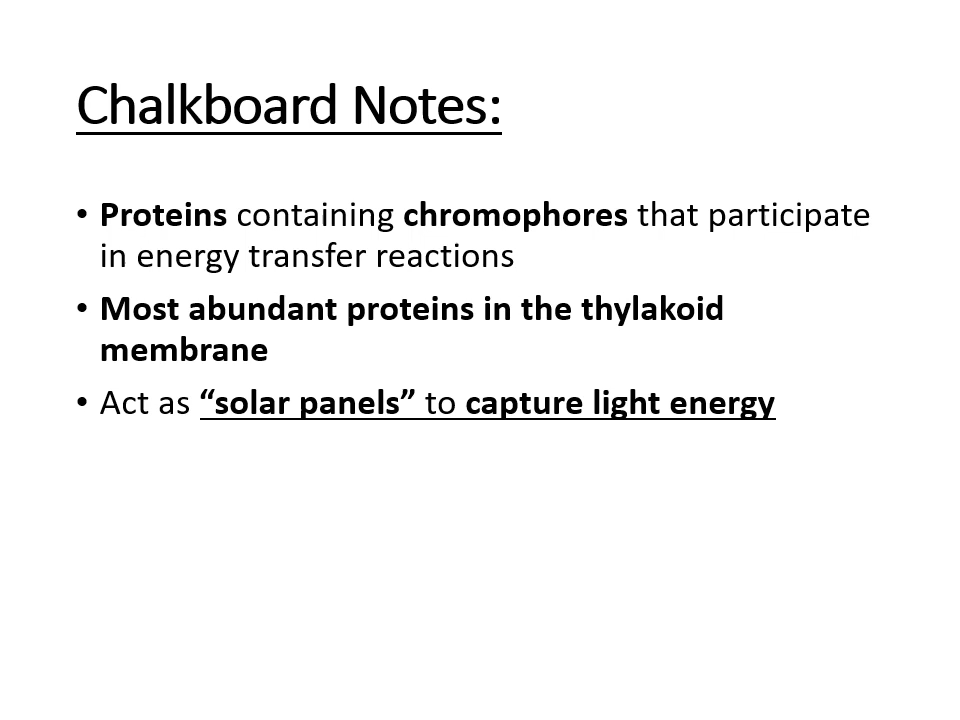 Chalkboard Notes:
• Proteins containing chromophores that participate
in energy transfer reactions
• Most abundant proteins in the thylakoid
membrane
• Act as “solar panels” to capture light energy